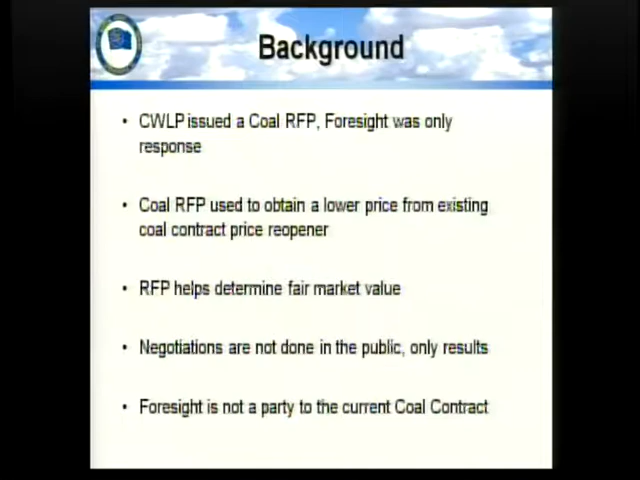 Background
• CWLP issued a Coal RFP, Foresight was only
response
• Coal RFP used to obtain a lower price from existing
coal contract price reopener
• RFP helps determine fair market value
• Negotiations are not done in the public, only results
• Foresight is not a party to the current Coal Contract